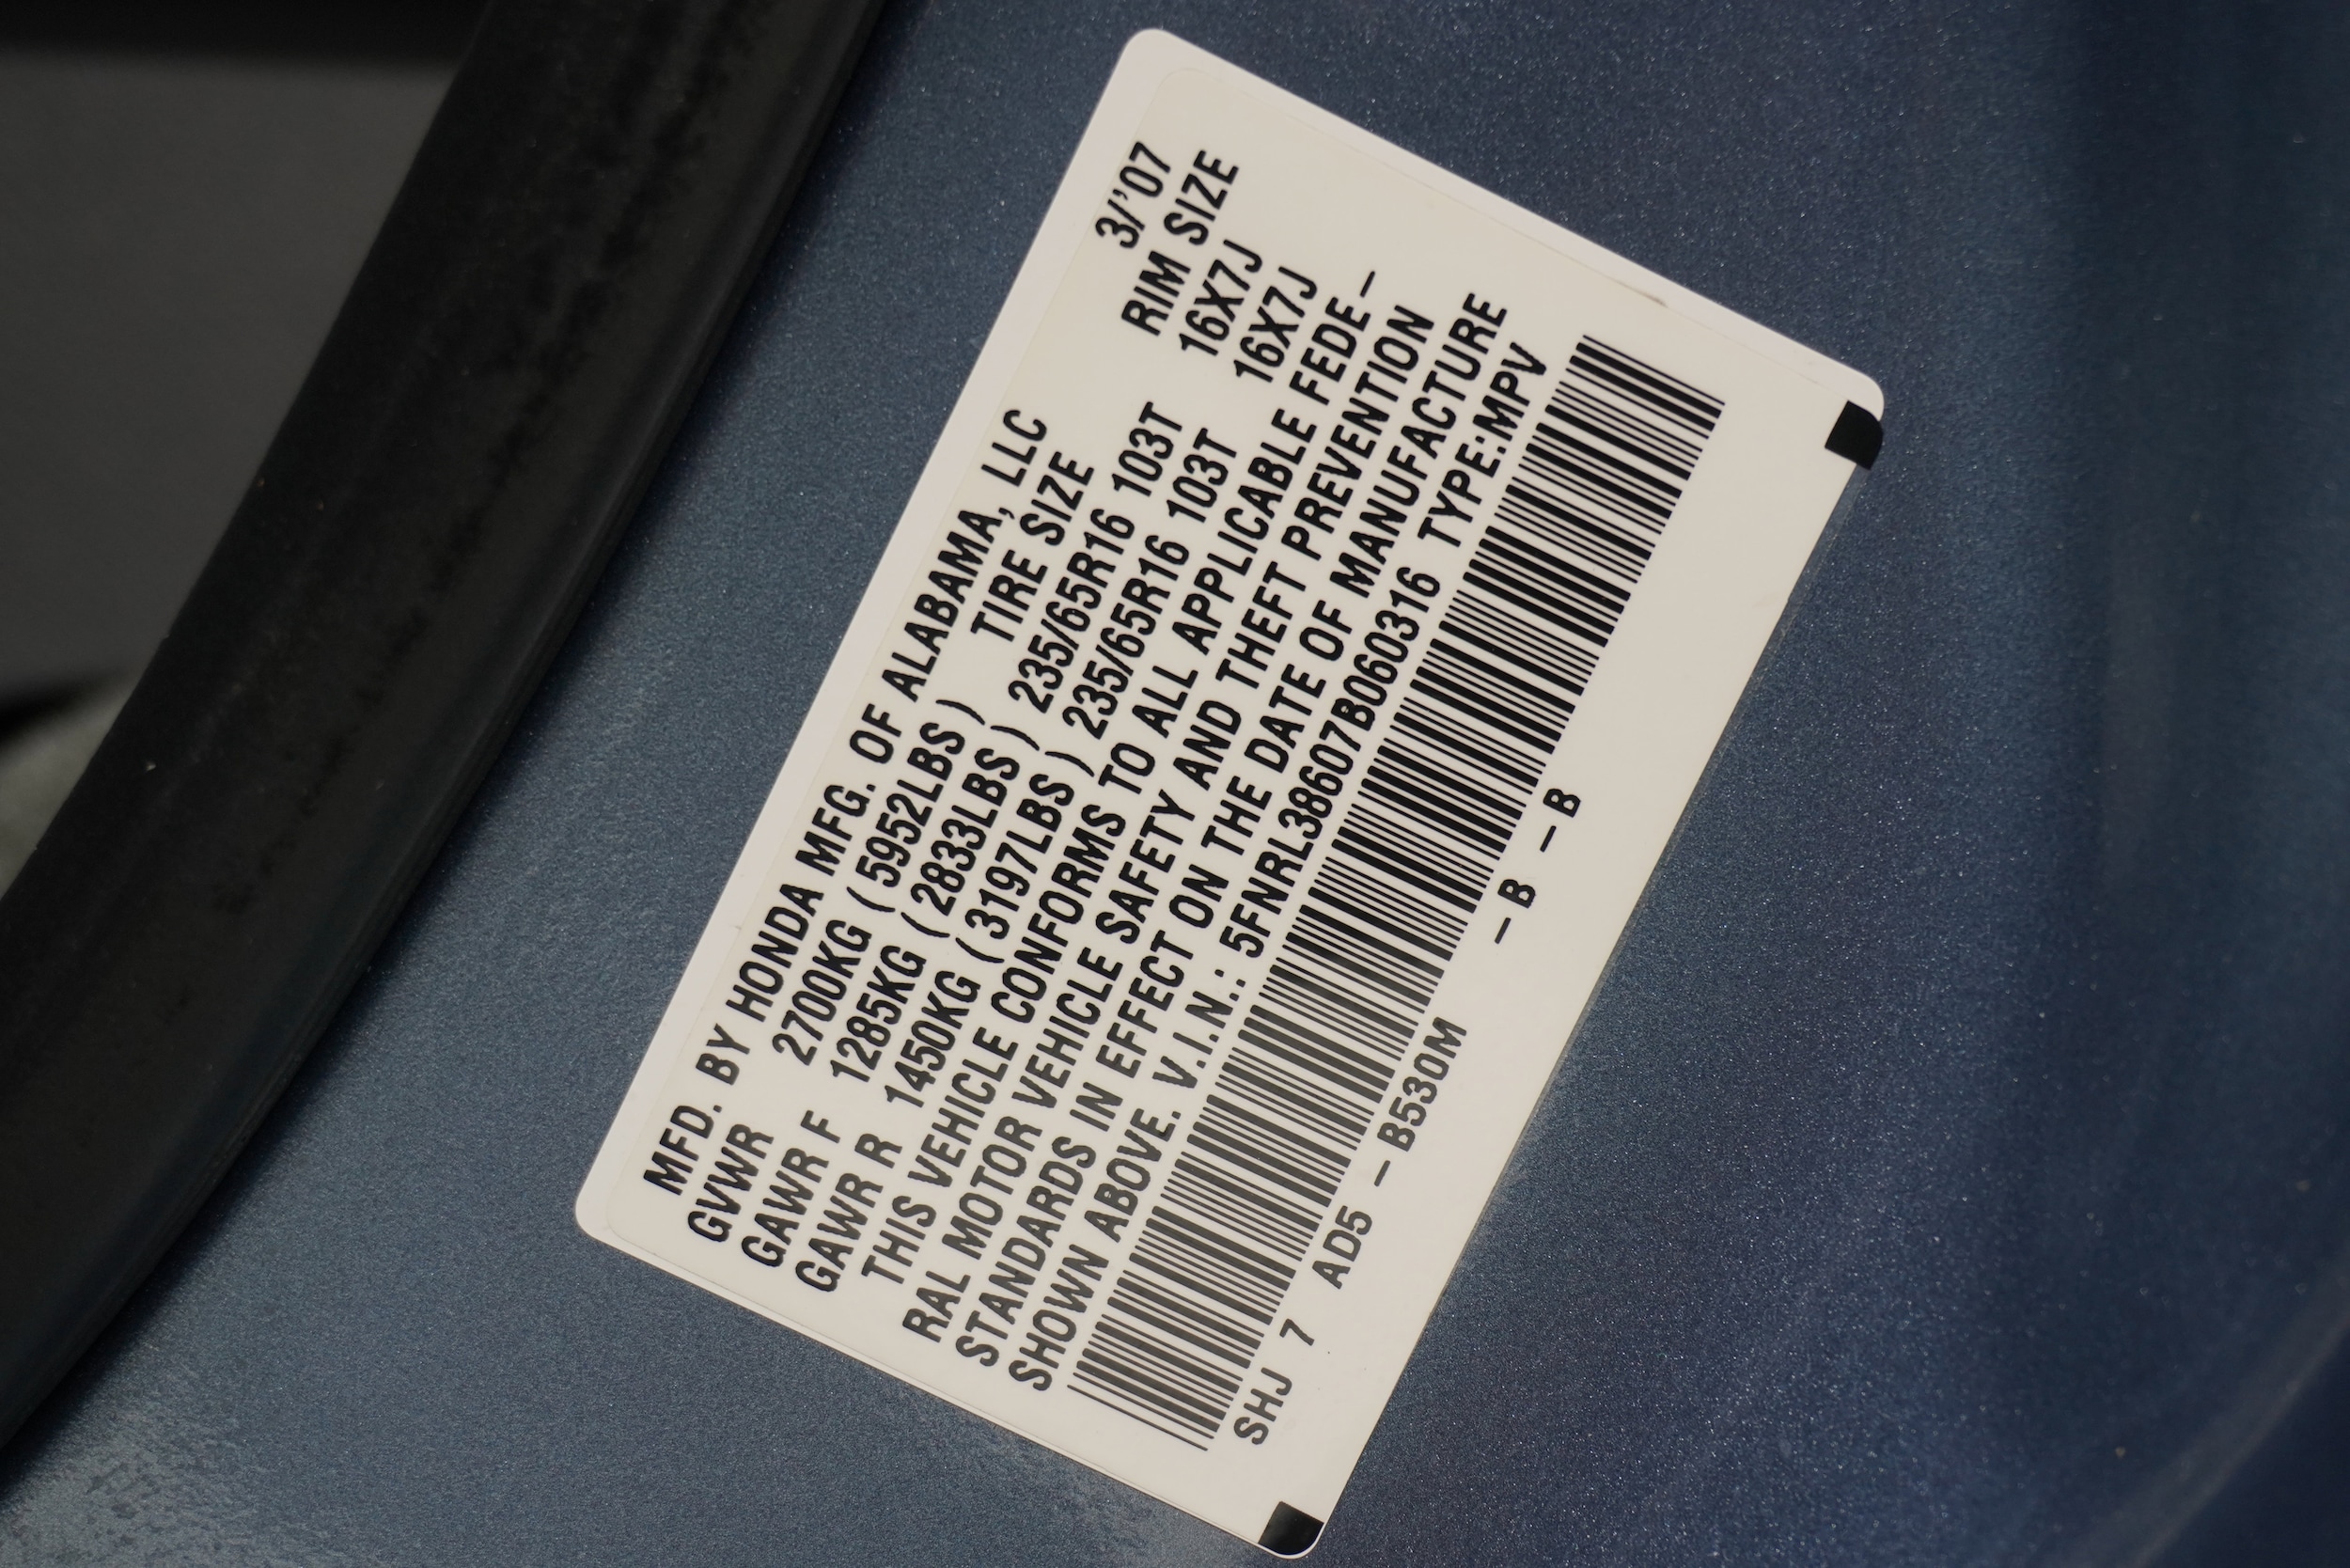 MFD. BY HONDA MFG. OF ALABAMA, LLC 3/'07
GVWR 2700KG ( 5952LBS ) TIRE SIZE RIM SIZE
GAWR F 1285KG ( 2833LBS ) 235/65R16 103T 16X7J
GAWR R 1450KG ( 3197LBS ) 235/65R16 103T 16X7J
THIS VEHICLE CONFORMS TO ALL APPLICABLE FEDE-
RAL MOTOR VEHICLE SAFETY AND THEFT PREVENTION
STANDARDS IN EFFECT ON THE DATE OF MANUFACTURE
SHOWN ABOVE. V.I.N.: 5FNRL38607B060316 TYPE:MPV
SHJ 7 AD5 –B530M –B –B